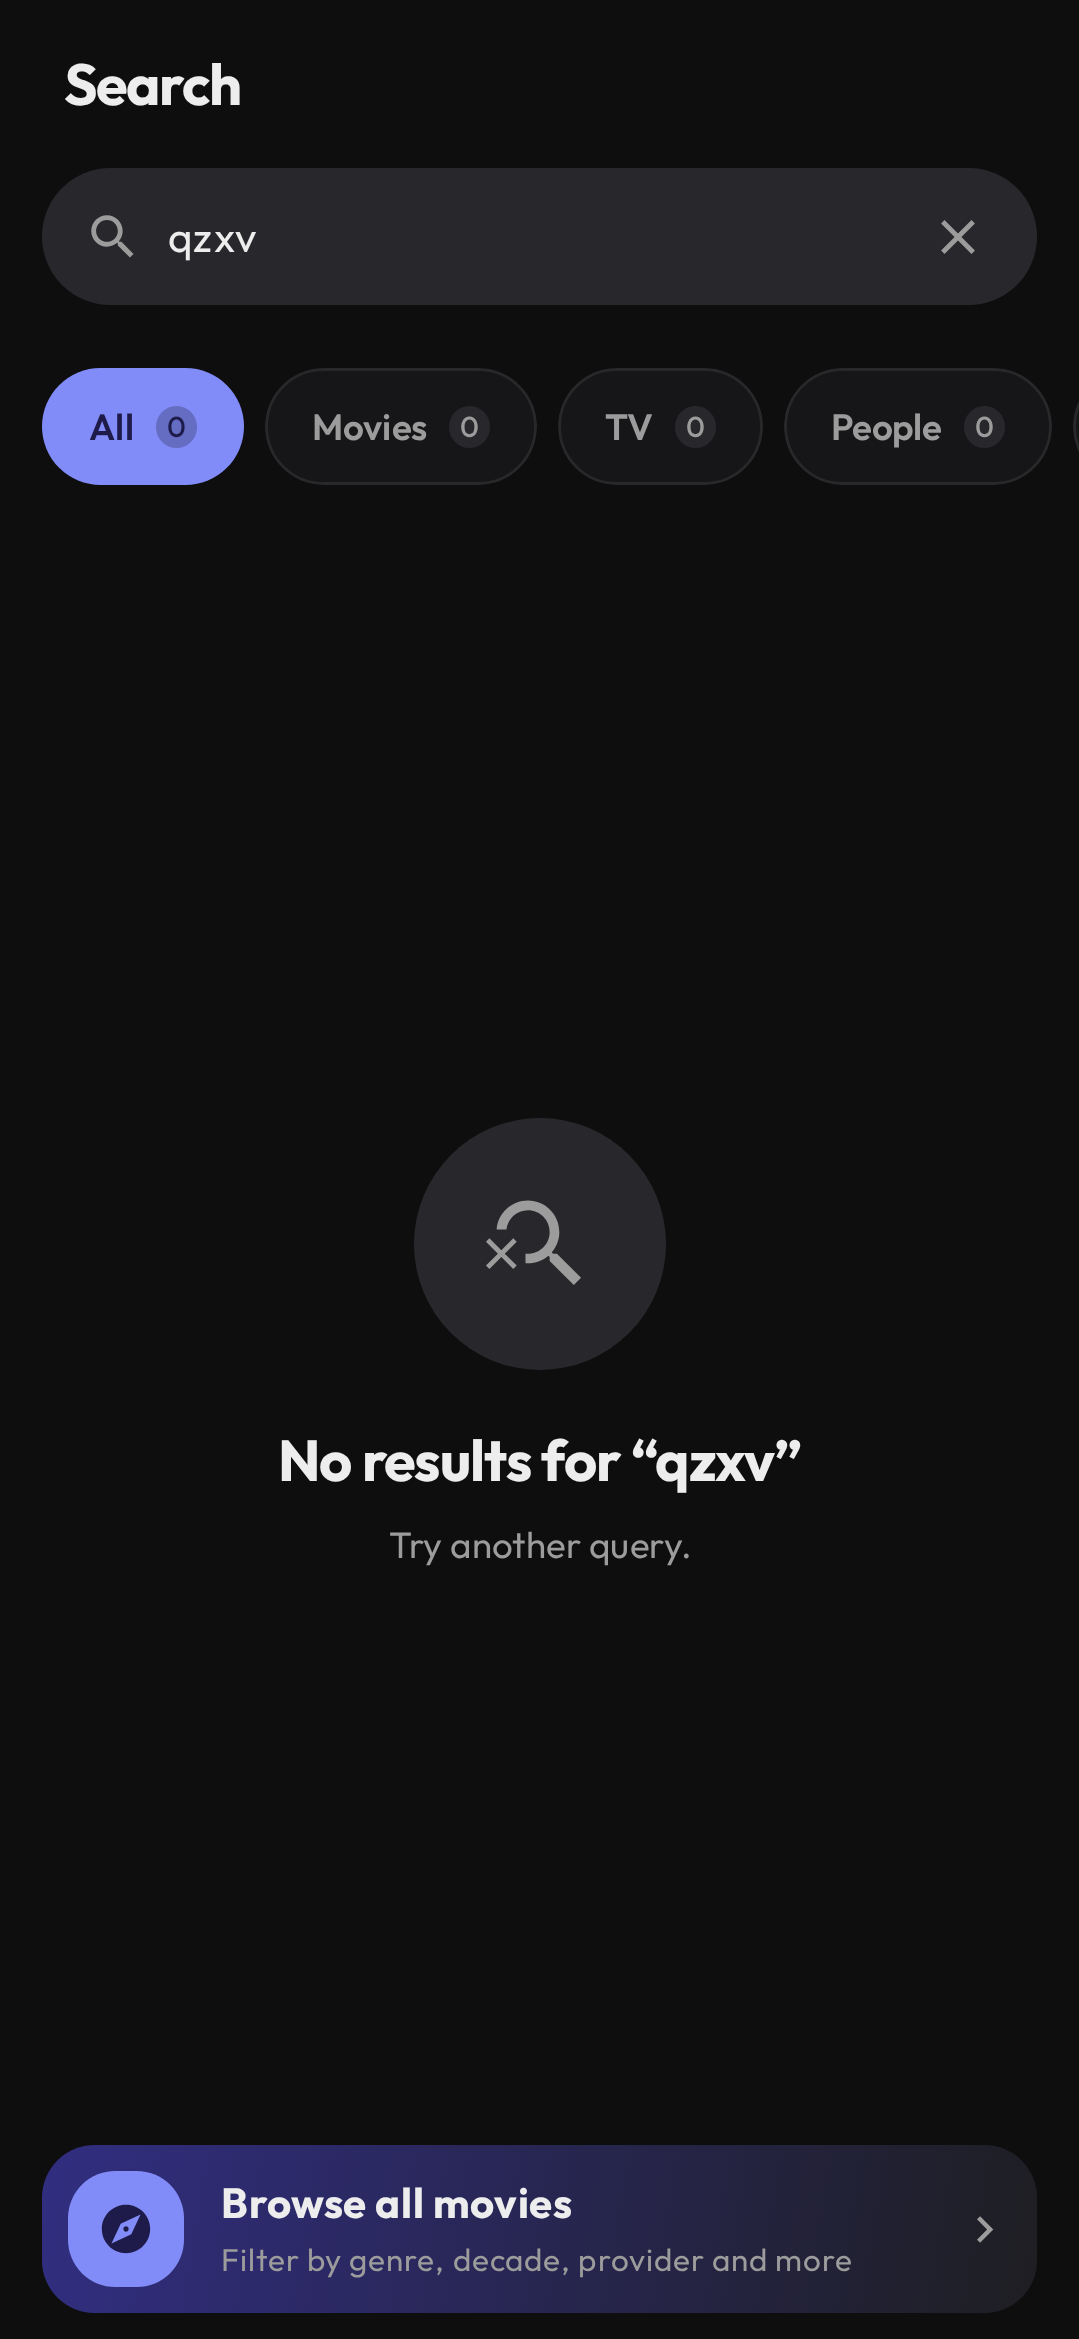 Search
qzxv
All 0 Movies 0 TV 0 People 0
No results for “qzxv”
Try another query.
Browse all movies
Filter by genre, decade, provider and more